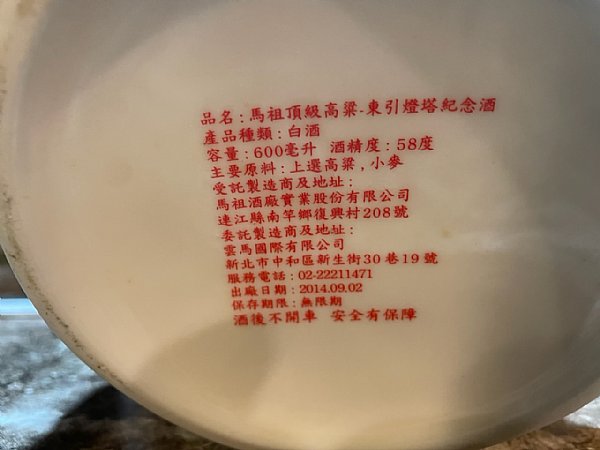 品名:馬祖頂級高粱-東引燈塔紀念酒
產品種類:白酒
容量:600毫升 酒精度:58度
主要原料:上選高粱,小麥
受託製造商及地址:
馬祖酒廠實業股份有限公司
連江縣南竿鄉復興村208號
委託製造商及地址:
雲馬國際有限公司
新北市中和區新生街30巷19號
服務電話:02-22211471
出廠日期:2014.09.02
保存期限:無限期
酒後不開車 安全有保障